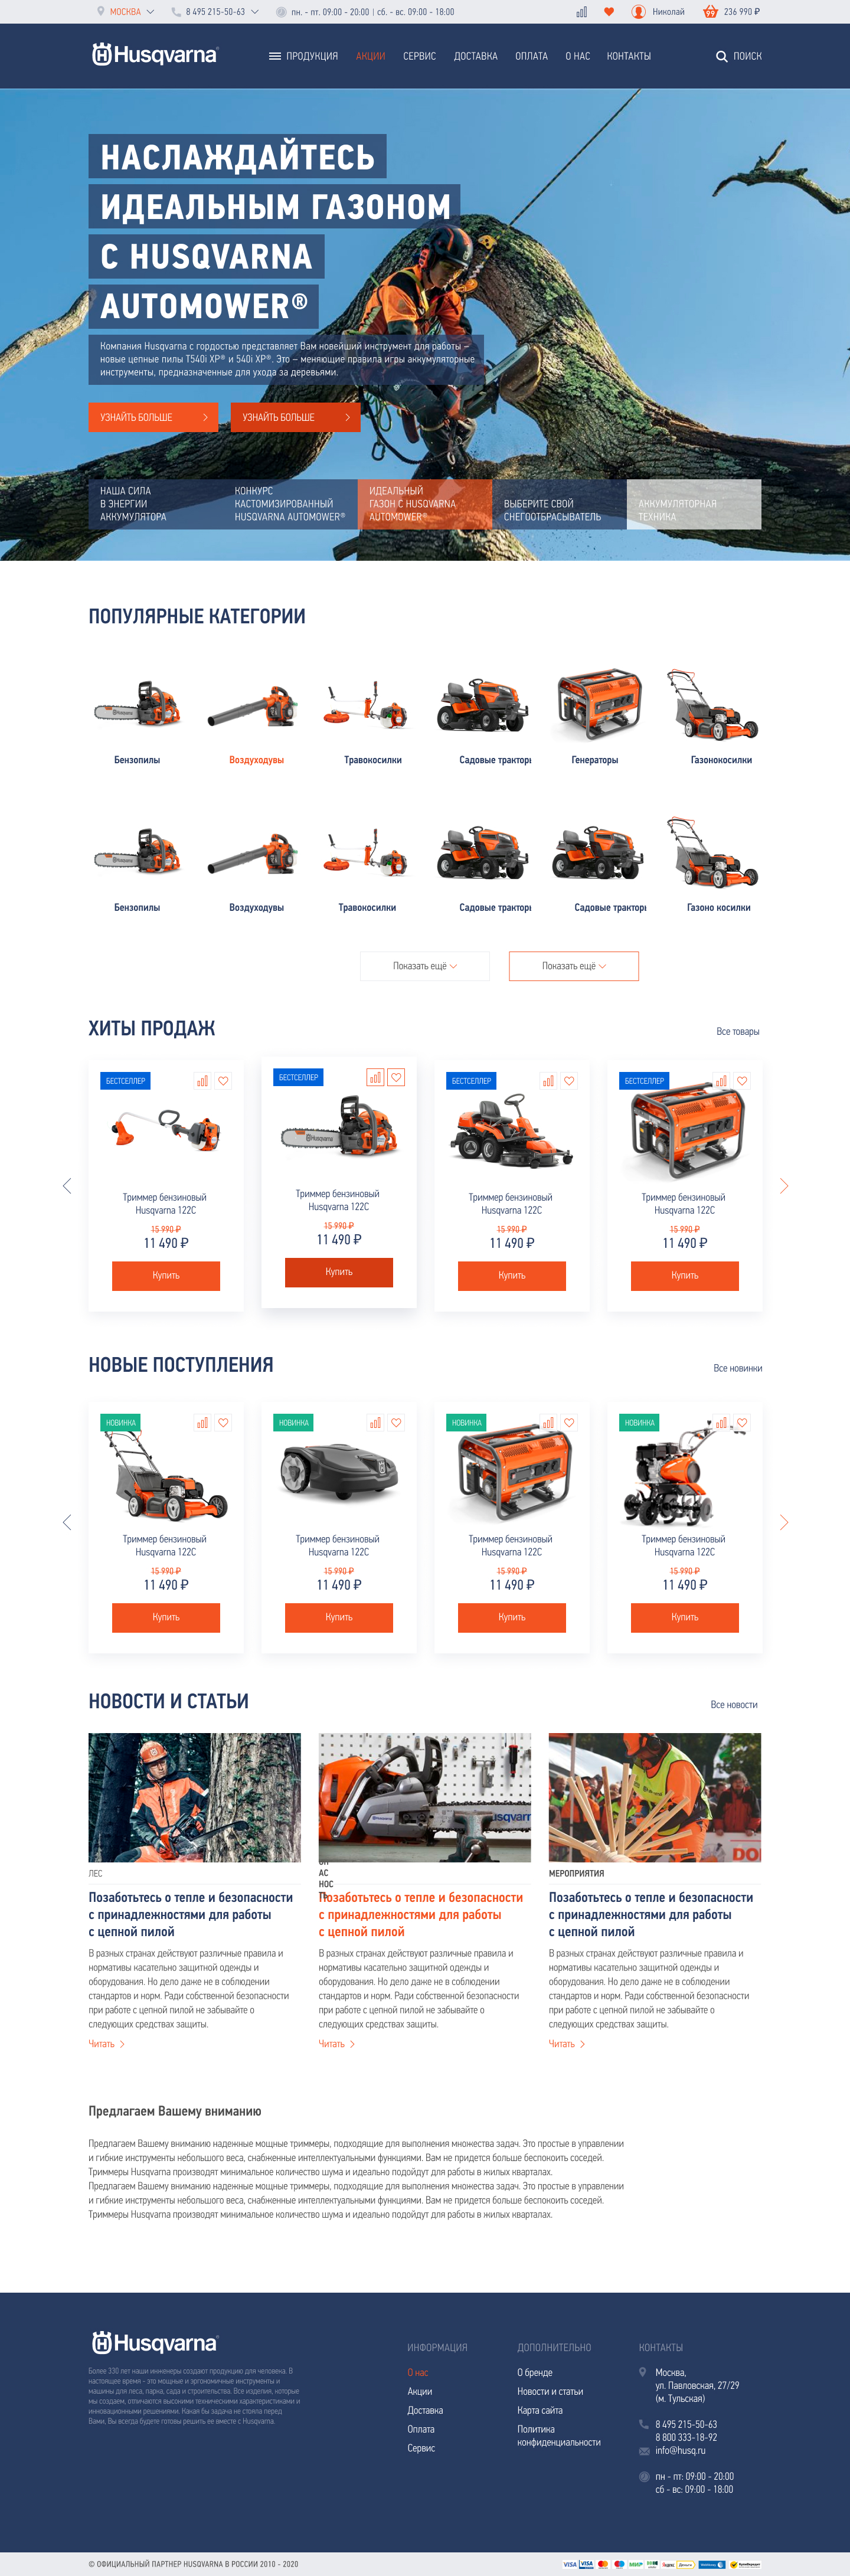 МОСКВА
8 495 215-50-63
пн. - пт. 09:00 - 20:00 | сб. - вс. 09:00 - 18:00
Николай
99
236 990 ₽
Husqvarna®
ПРОДУКЦИЯ
АКЦИИ
СЕРВИС
ДОСТАВКА
ОПЛАТА
О НАС
КОНТАКТЫ
ПОИСК
НАСЛАЖДАЙТЕСЬ
ИДЕАЛЬНЫМ ГАЗОНОМ
С HUSQVARNA
AUTOMOWER®
Компания Husqvarna с гордостью представляет Вам новейший инструмент для работы –
новые цепные пилы T540i XP® и 540i XP®. Это – меняющие правила игры аккумуляторные
инструменты, предназначенные для ухода за деревьями.
УЗНАЙТЬ БОЛЬШЕ
УЗНАЙТЬ БОЛЬШЕ
НАША СИЛА
В ЭНЕРГИИ
АККУМУЛЯТОРА
КОНКУРС
КАСТОМИЗИРОВАННЫЙ
HUSQVARNA AUTOMOWER®
ИДЕАЛЬНЫЙ
ГАЗОН С HUSQVARNA
AUTOMOWER®
ВЫБЕРИТЕ СВОЙ
СНЕГООТБРАСЫВАТЕЛЬ
АККУМУЛЯТОРНАЯ
ТЕХНИКА
ПОПУЛЯРНЫЕ КАТЕГОРИИ
Бензопилы
Воздуходувы
Травокосилки
Садовые трактор
Генераторы
Газонокосилки
Бензопилы
Воздуходувы
Травокосилки
Садовые трактор
Садовые трактор
Газоно косилки
Показать ещё
Показать ещё
ХИТЫ ПРОДАЖ
Все товары
БЕСТСЕЛЛЕР
Триммер бензиновый
Husqvarna 122C
15 990 ₽
11 490 ₽
Купить
БЕСТСЕЛЛЕР
Husqvarna
Триммер бензиновый
Husqvarna 122C
15 990 ₽
11 490 ₽
Купить
БЕСТСЕЛЛЕР
Триммер бензиновый
Husqvarna 122C
15 990 ₽
11 490 ₽
Купить
БЕСТСЕЛЛЕР
Триммер бензиновый
Husqvarna 122C
15 990 ₽
11 490 ₽
Купить
НОВЫЕ ПОСТУПЛЕНИЯ
Все новинки
НОВИНКА
Триммер бензиновый
Husqvarna 122C
15 990 ₽
11 490 ₽
Купить
НОВИНКА
Триммер бензиновый
Husqvarna 122C
15 990 ₽
11 490 ₽
Купить
НОВИНКА
Триммер бензиновый
Husqvarna 122C
15 990 ₽
11 490 ₽
Купить
НОВИНКА
Триммер бензиновый
Husqvarna 122C
15 990 ₽
11 490 ₽
Купить
НОВОСТИ И СТАТЬИ
Все новости
ЛЕС
Позаботьтесь о тепле и безопасности
с принадлежностями для работы
с цепной пилой
В разных странах действуют различные правила и
нормативы касательно защитной одежды и
оборудования. Но дело даже не в соблюдении
стандартов и норм. Ради собственной безопасности
при работе с цепной пилой не забывайте о
следующих средствах защиты.
Читать
АС
НОС
ТЬ
Позаботьтесь о тепле и безопасности
с принадлежностями для работы
с цепной пилой
В разных странах действуют различные правила и
нормативы касательно защитной одежды и
оборудования. Но дело даже не в соблюдении
стандартов и норм. Ради собственной безопасности
при работе с цепной пилой не забывайте о
следующих средствах защиты.
Читать
МЕРОПРИЯТИЯ
Позаботьтесь о тепле и безопасности
с принадлежностями для работы
с цепной пилой
В разных странах действуют различные правила и
нормативы касательно защитной одежды и
оборудования. Но дело даже не в соблюдении
стандартов и норм. Ради собственной безопасности
при работе с цепной пилой не забывайте о
следующих средствах защиты.
Читать
Предлагаем Вашему вниманию
Предлагаем Вашему вниманию надежные мощные триммеры, подходящие для выполнения множества задач. Это простые в управлении
и гибкие инструменты небольшого веса, снабженные интеллектуальными функциями. Вам не придется больше беспокоить соседей.
Триммеры Husqvarna производят минимальное количество шума и идеально подойдут для работы в жилых кварталах.
Предлагаем Вашему вниманию надежные мощные триммеры, подходящие для выполнения множества задач. Это простые в управлении
и гибкие инструменты небольшого веса, снабженные интеллектуальными функциями. Вам не придется больше беспокоить соседей.
Триммеры Husqvarna производят минимальное количество шума и идеально подойдут для работы в жилых кварталах.
Husqvarna®
Более 330 лет наши инженеры создают продукцию для человека. В
настоящее время - это мощные и эргономичные инструменты и
машины для леса, парка, сада и строительства. Все изделия, которые
мы создаем, отличаются высокими техническими характеристиками и
инновационными решениями. Какая бы задача не стояла перед
Вами, Вы всегда будете готовы решить ее вместе с Husqvarna.
ИНФОРМАЦИЯ
О нас
Акции
Доставка
Оплата
Сервис
ДОПОЛНИТЕЛЬНО
О бренде
Новости и статьи
Карта сайта
Политика
конфиденциальности
КОНТАКТЫ
Москва,
ул. Павловская, 27/29
(м. Тульская)
8 495 215-50-63
8 800 333-18-92
info@husq.ru
пн - пт: 09:00 - 20:00
сб - вс: 09:00 - 18:00
© ОФИЦИАЛЬНЫЙ ПАРТНЕР HUSQVARNA В РОССИИ 2010 - 2020
VISA
VISA
МИР